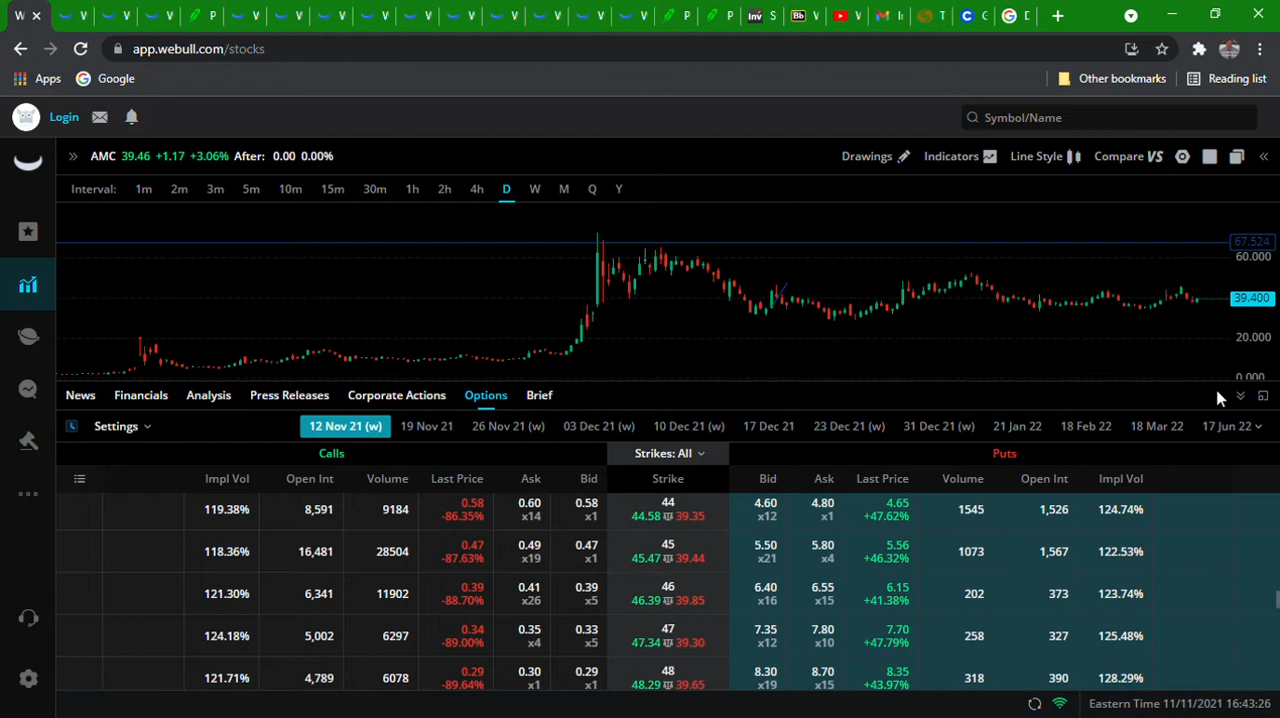 W
W
W
W
P
W
W
W
W
W
W
W
W
W
W
P
P
Inv S
Bb V
V
I
T
C G
G D
app.webull.com/stocks
Apps Google Other bookmarks Reading list
Login Symbol/Name
AMC 39.46 +1.17 +3.06% After: 0.00 0.00% Drawings Indicators Line Style Compare VS
Interval: 1m 2m 3m 5m 10m 15m 30m 1h 2h 4h D W M Q Y
67.524
60.000
39.400
20.000
0.000
News Financials Analysis Press Releases Corporate Actions Options Brief
Settings 12 Nov 21 (w) 19 Nov 21 26 Nov 21 (w) 03 Dec 21 (w) 10 Dec 21 (w) 17 Dec 21 23 Dec 21 (w) 31 Dec 21 (w) 21 Jan 22 18 Feb 22 18 Mar 22 17 Jun 22
Calls Strikes: All Puts
Impl Vol Open Int Volume Last Price Ask Bid Strike Bid Ask Last Price Volume Open Int Impl Vol
119.38% 8,591 9184 0.58 0.60 0.58 44 4.60 4.80 4.65 1545 1,526 124.74%
-86.35% x14 x1 44.58 39.35 x12 x1 +47.62%
118.36% 16,481 28504 0.47 0.49 0.47 45 5.50 5.80 5.56 1073 1,567 122.53%
-87.63% x19 x1 45.47 39.44 x21 x4 +46.32%
121.30% 6,341 11902 0.39 0.41 0.39 46 6.40 6.55 6.15 202 373 123.74%
-88.70% x26 x5 46.39 39.85 x16 x15 +41.38%
124.18% 5,002 6297 0.34 0.35 0.33 47 7.35 7.80 7.70 258 327 125.48%
-89.00% x4 x5 47.34 39.30 x12 x10 +47.79%
121.71% 4,789 6078 0.29 0.30 0.29 48 8.30 8.70 8.35 318 390 128.29%
-89.64% x1 x1 48.29 39.65 x19 x15 +43.97%
Eastern Time 11/11/2021 16:43:26